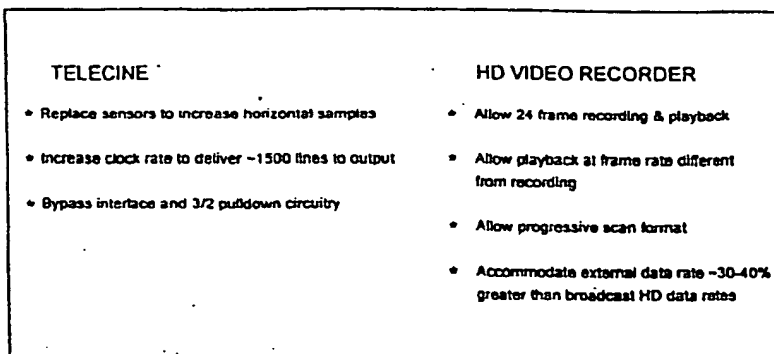 TELECINE
* Replace sensors to increase horizontal samples
* Increase clock rate to deliver ~1500 lines to output
* Bypass interface and 3/2 pulldown circuitry
HD VIDEO RECORDER
* Allow 24 frame recording & playback
* Allow playback at frame rate different
from recording
* Allow progressive scan format
* Accommodate external data rate ~30-40%
greater than broadcast HD data rates